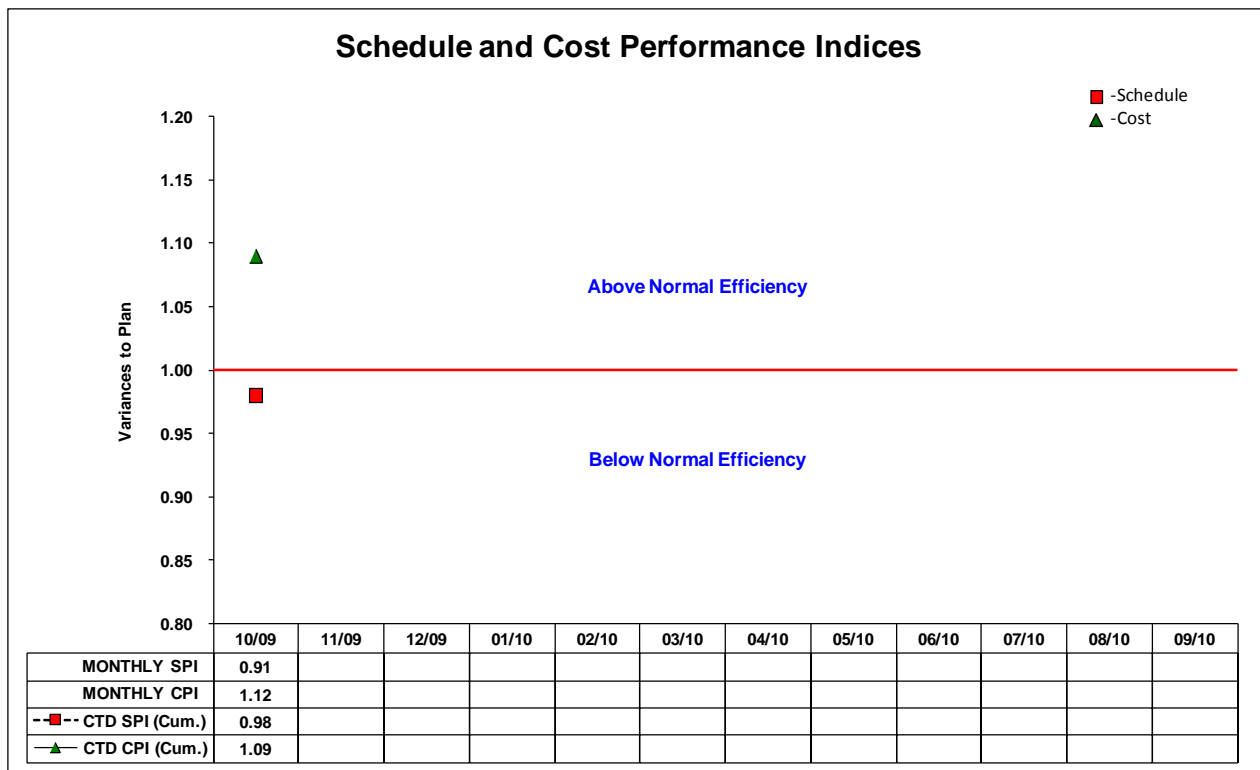 Schedule and Cost Performance Indices
-Schedule
-Cost
Variances to Plan
1.20
1.15
1.10
1.05
1.00
0.95
0.90
0.85
0.80
Above Normal Efficiency
Below Normal Efficiency
10/09 11/09 12/09 01/10 02/10 03/10 04/10 05/10 06/10 07/10 08/10 09/10
MONTHLY SPI 0.91
MONTHLY CPI 1.12
CTD SPI (Cum.) 0.98
CTD CPI (Cum.) 1.09